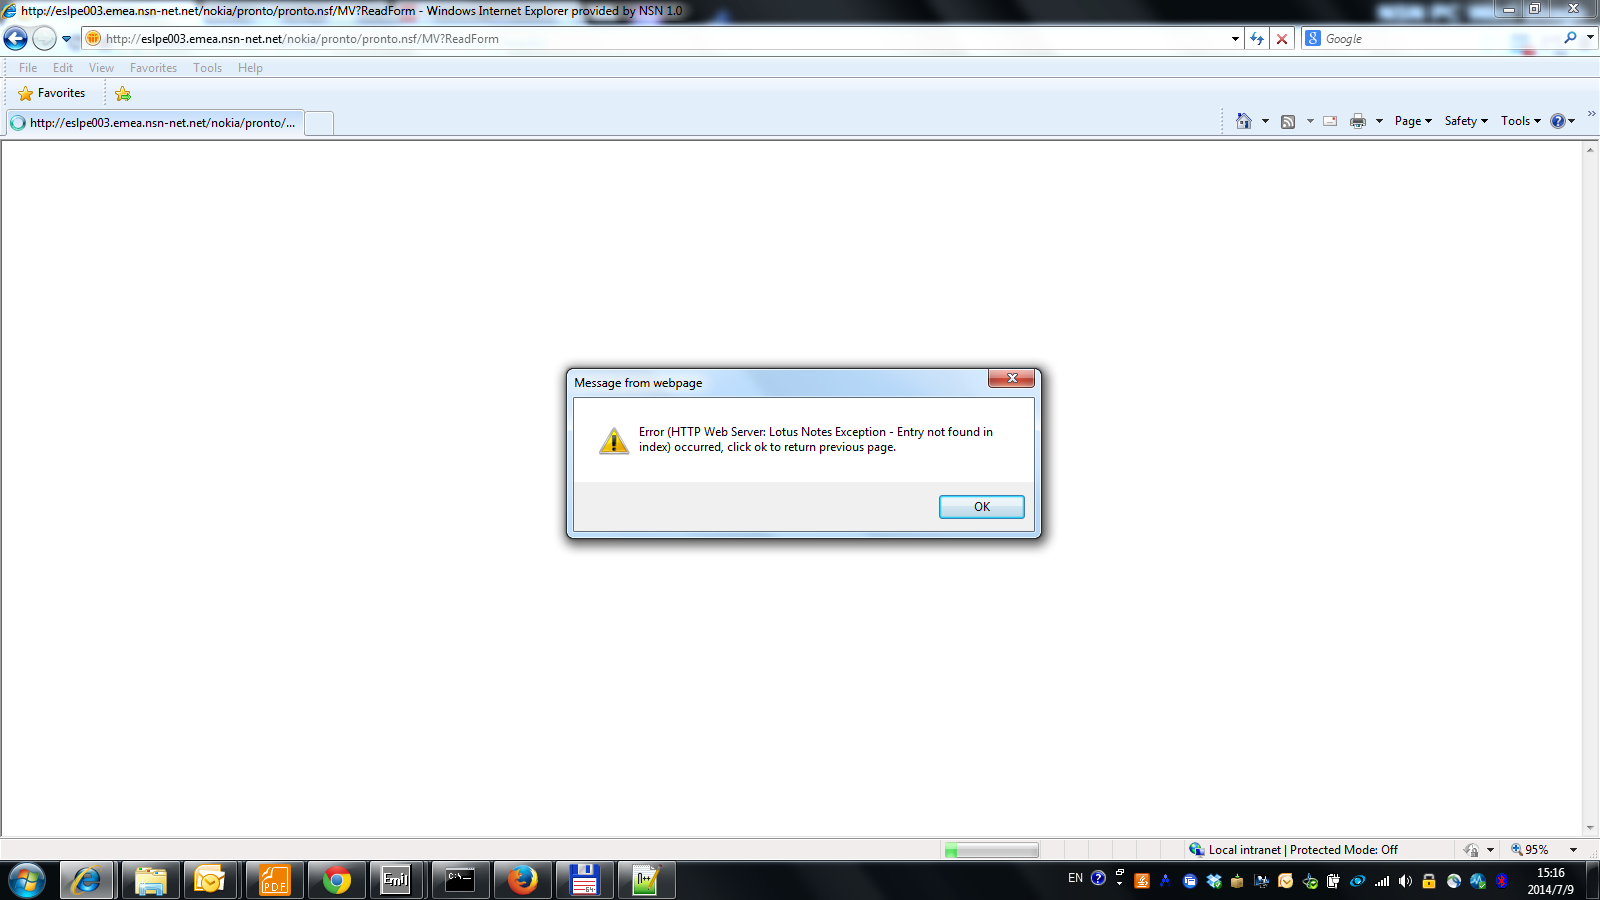 http://eslpe003.emea.nsn-net.net/nokia/pronto/pronto.nsf/MV?ReadForm - Windows Internet Explorer provided by NSN 1.0
http://eslpe003.emea.nsn-net.net/nokia/pronto/pronto.nsf/MV?ReadForm
Google
File Edit View Favorites Tools Help
Favorites
http://eslpe003.emea.nsn-net.net/nokia/pronto/...
Page Safety Tools
Message from webpage
Error (HTTP Web Server: Lotus Notes Exception - Entry not found in
index) occurred, click ok to return previous page.
OK
Local intranet | Protected Mode: Off
95%
PDF
Emil
C:\-
64
N++
EN
15:16
2014/7/9